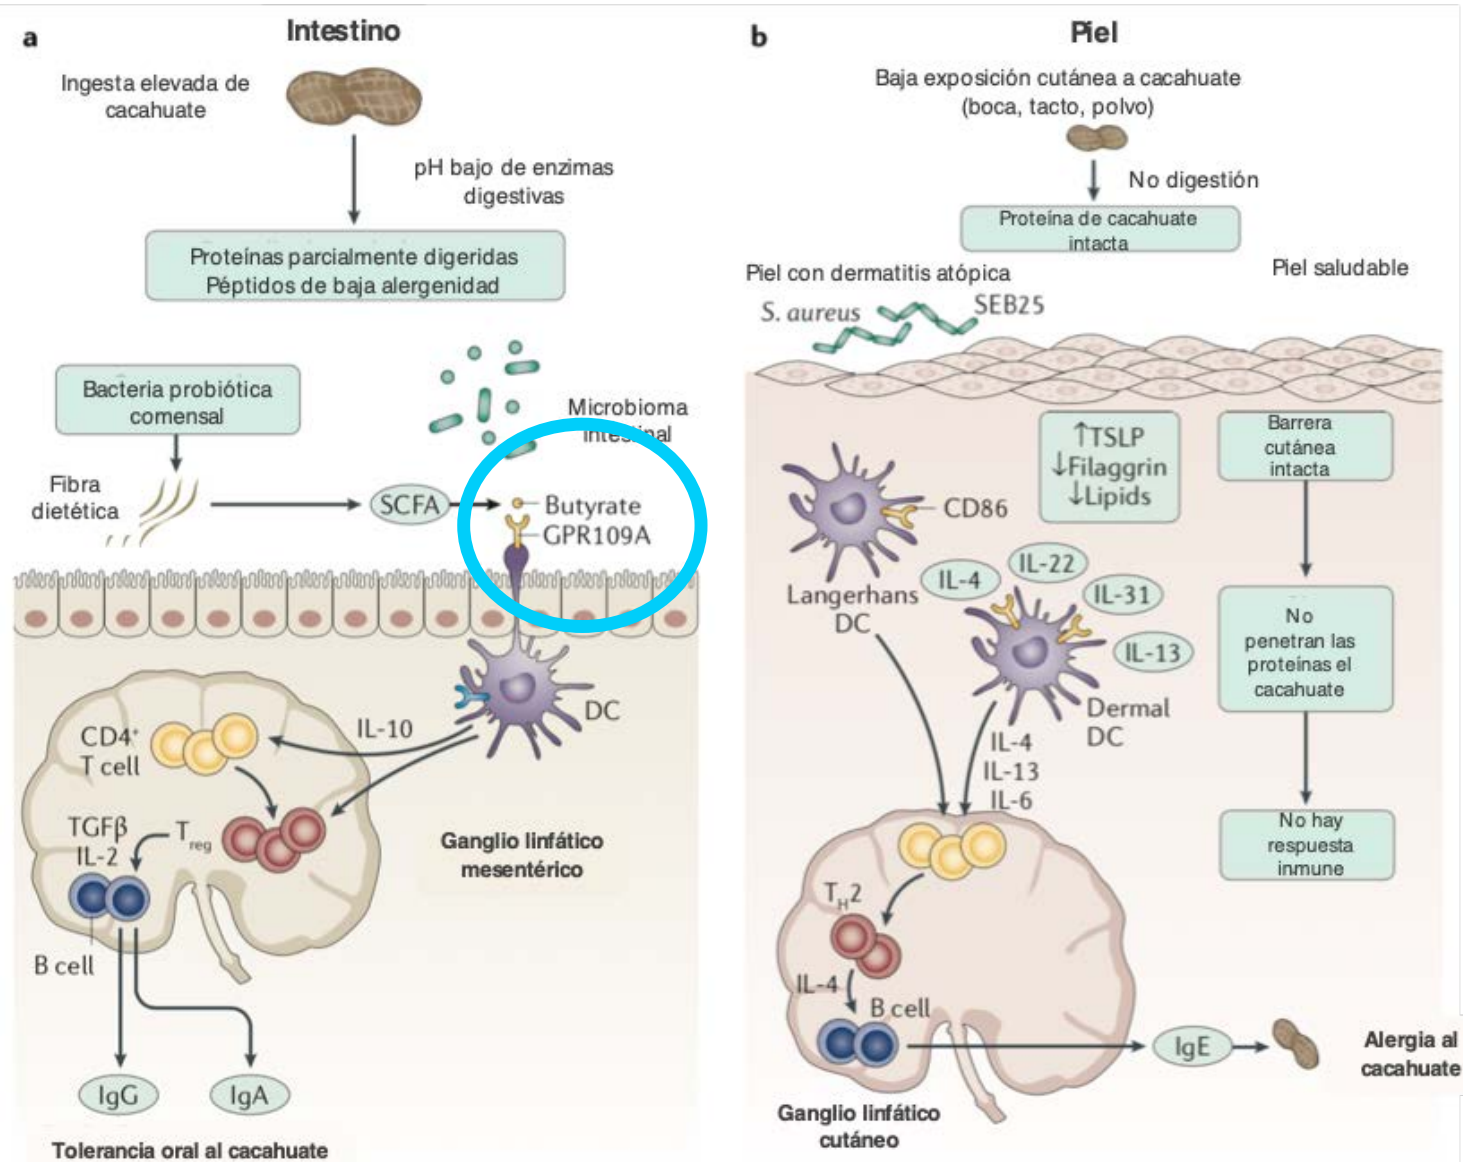 a
Intestino
Ingesta elevada de
cacahuate
pH bajo de enzimas
digestivas
Proteínas parcialmente digeridas
Péptidos de baja alergenidad
Bacteria probiótica
comensal
Microbioma
intestinal
Fibra
dietética
SCFA
Butyrate
GPR109A
DC
IL-10
CD4+
T cell
TGFβ
IL-2
Treg
Ganglio linfático
mesentérico
B cell
IgG
IgA
Tolerancia oral al cacahuate
b
Piel
Baja exposición cutánea a cacahuate
(boca, tacto, polvo)
No digestión
Proteína de cacahuate
intacta
Piel con dermatitis atópica
Piel saludable
S. aureus
SEB25
↑TSLP
↓Filaggrin
↓Lipids
Barrera
cutánea
intacta
CD86
Langerhans
DC
IL-4
IL-22
IL-31
IL-13
Dermal
DC
No
penetran las
proteínas el
cacahuate
IL-4
IL-13
IL-6
No hay
respuesta
inmune
TH2
IL-4
B cell
IgE
Alergia al
cacahuate
Ganglio linfático
cutáneo